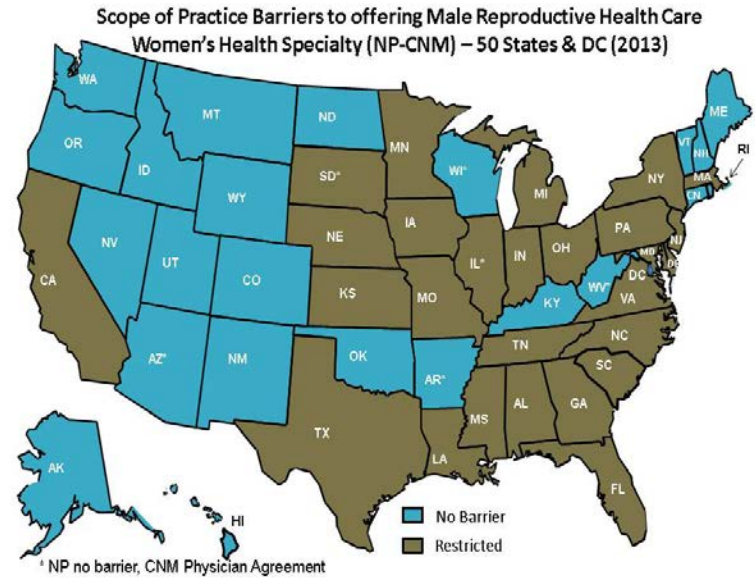 Scope of Practice Barriers to offering Male Reproductive Health Care
Women's Health Specialty (NP-CNM) – 50 States & DC (2013)
WA
MT
ND
MN
ME
VT
NH
RI
OR
ID
WY
SD*
WI*
MI
NY
MA
CN
NV
UT
CO
NE
IA
IL*
IN
OH
PA
NJ
MD
DE
DC
CA
KS
MO
KY
WV*
VA
AZ*
NM
OK
AR*
TN
NC
SC
TX
LA
MS
AL
GA
FL
AK
HI
No Barrier
Restricted
* NP no barrier, CNM Physician Agreement